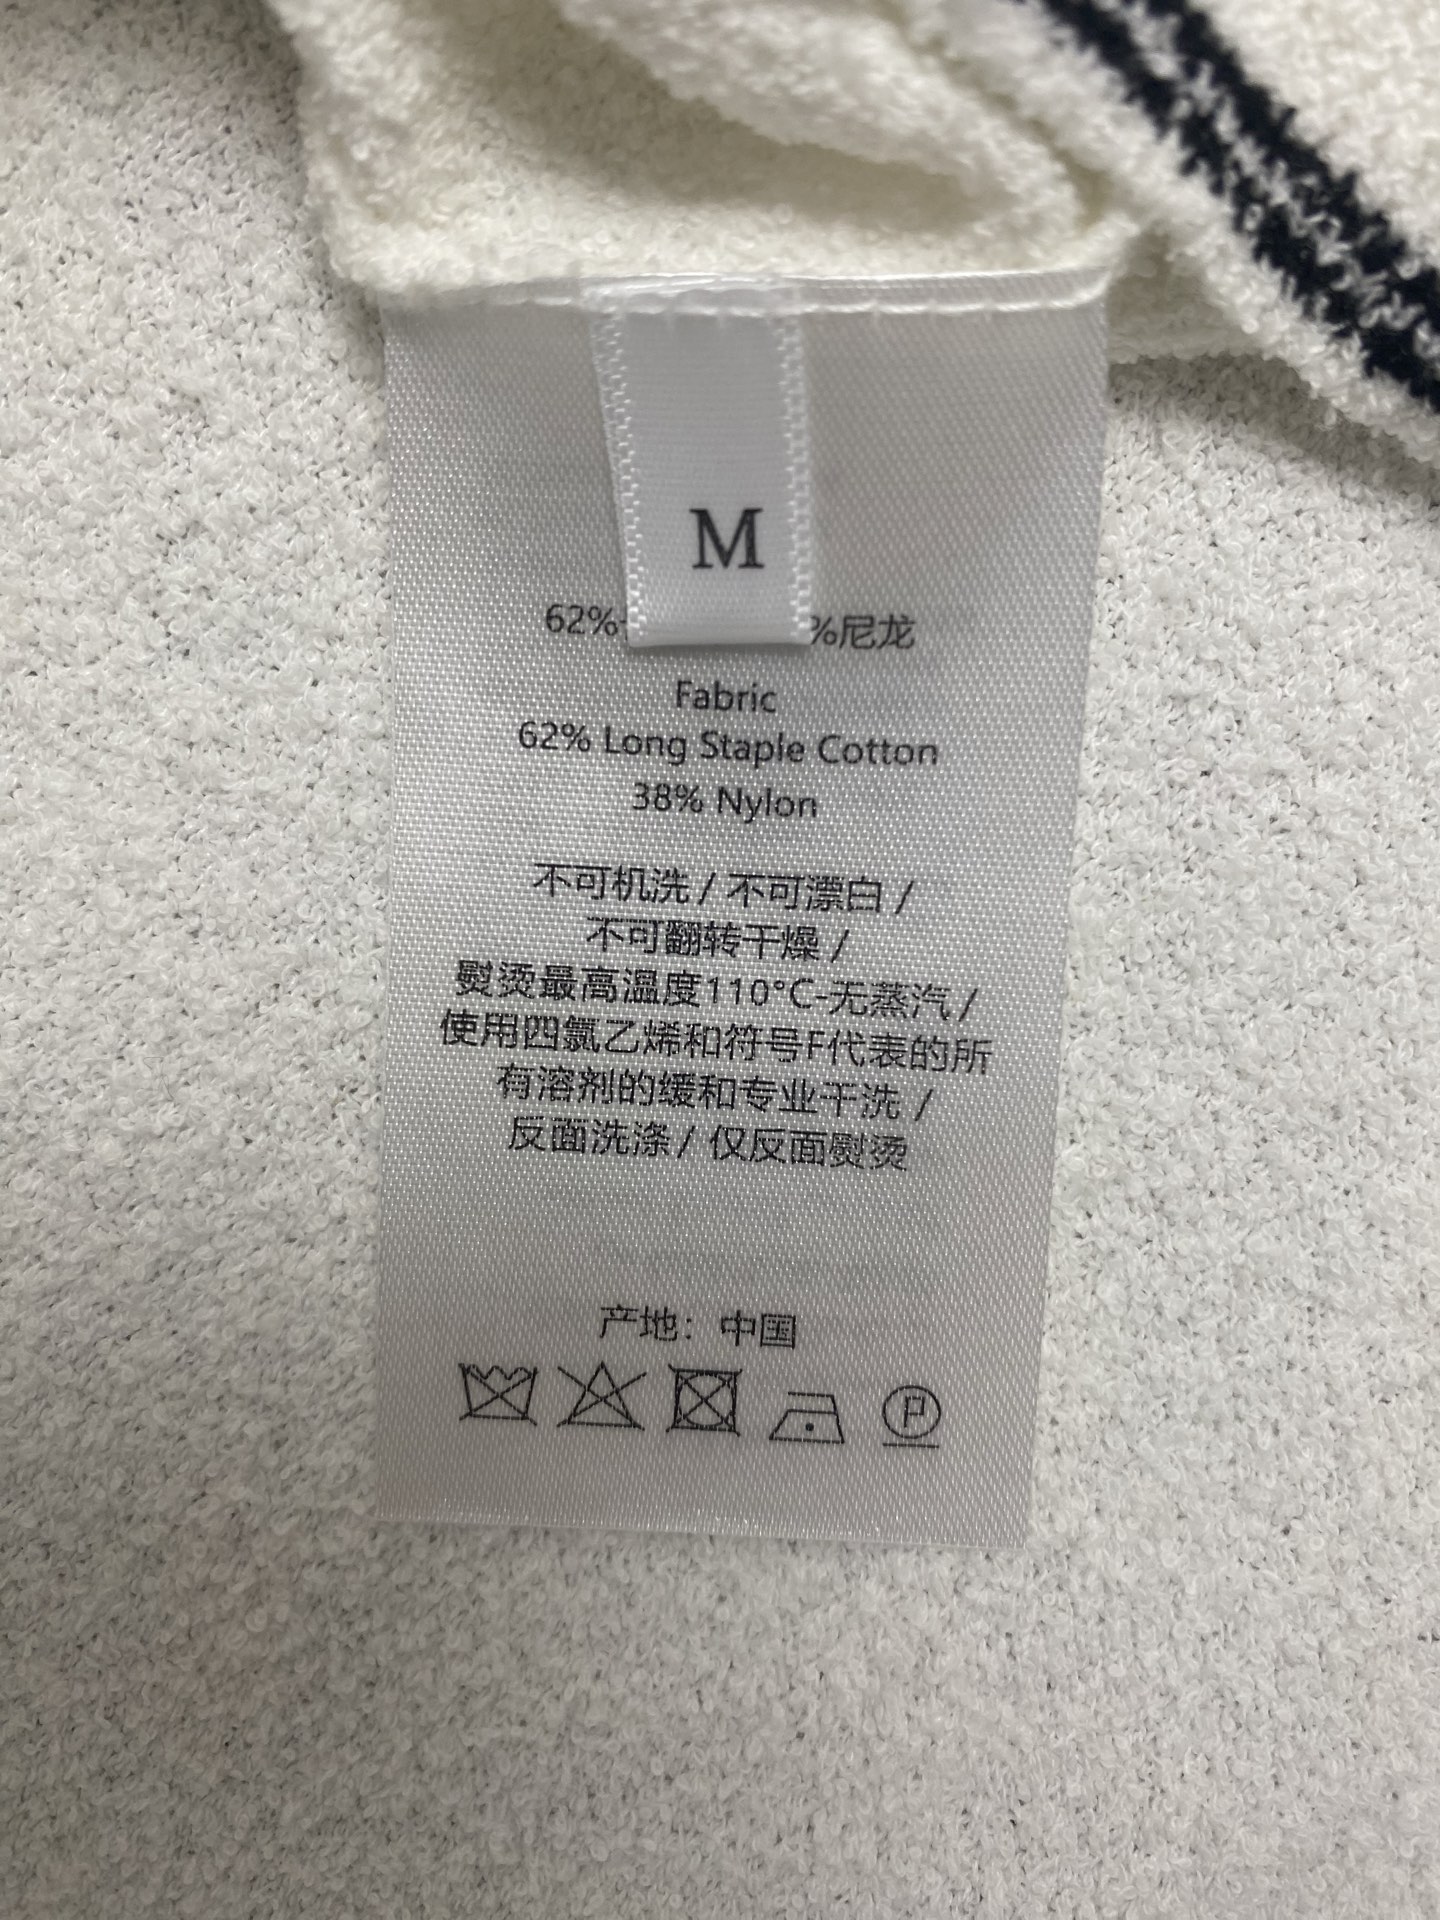 M
62% %尼龙
Fabric
62% Long Staple Cotton
38% Nylon
不可机洗 / 不可漂白 /
不可翻转干燥 /
熨烫最高温度110°C-无蒸汽 /
使用四氯乙烯和符号F代表的所
有溶剂的缓和专业干洗 /
反面洗涤 / 仅反面熨烫
产地：中国
P